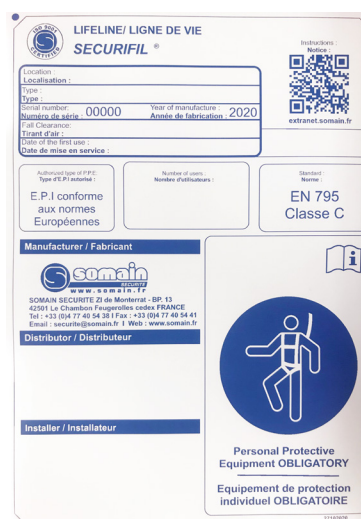 ISO 9001
CERTIFIED
LIFELINE/ LIGNE DE VIE
SECURIFIL ®
Instructions :
Notice :
extranet.somain.fr
Location :
Localisation :
Type :
Type :
Serial number:
Numéro de série : 00000
Year of manufacture :
Année de fabrication : 2020
Fall Clearance:
Tirant d'air :
Date of the first use :
Date de mise en service :
Authorized type of P.P.E:
Type d'E.P.I autorisé :
E.P.I conforme
aux normes
Européennes
Number of users :
Nombre d'utilisateurs :
Standard :
Norme :
EN 795
Classe C
Manufacturer / Fabricant
somain
SECURITE
www.somain.fr
SOMAIN SECURITE ZI de Monterrat - BP. 13
42501 Le Chambon Feugerolles cedex FRANCE
Tel : +33 (0)4 77 40 54 38 I Fax : +33 (0)4 77 40 54 41
Email : securite@somain.fr I Web : www.somain.fr
Distributor / Distributeur
Installer / Installateur
i
Personal Protective
Equipment OBLIGATORY
Equipement de protection
individuel OBLIGATOIRE